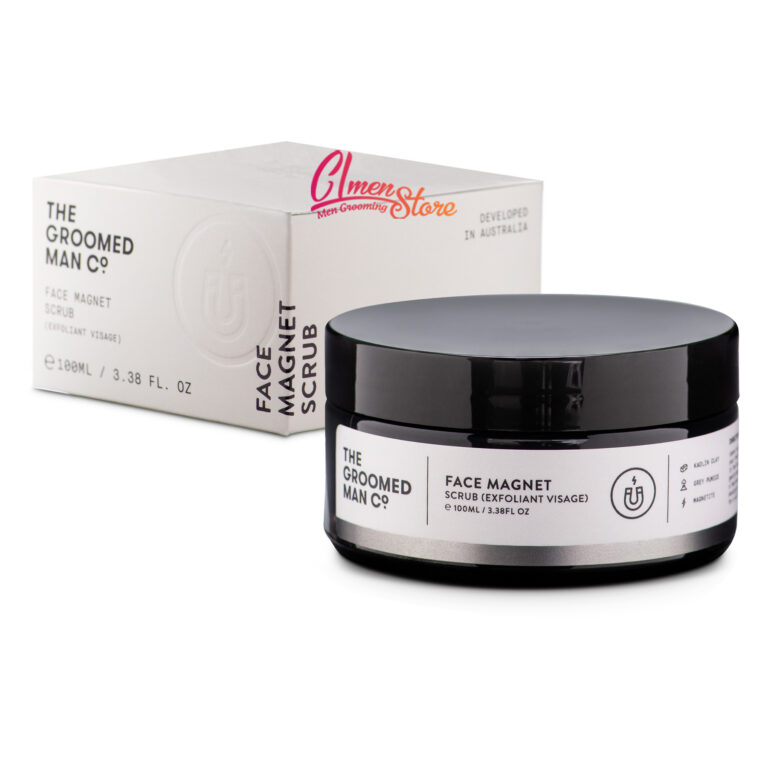 Clmen Store
Men Grooming
THE
GROOMED
MAN Cº
FACE MAGNET
SCRUB
(EXFOLIANT VISAGE)
℮100ML / 3.38 FL. OZ
FACE
MAGNET
SCRUB
DEVELOPED
IN AUSTRALIA
THE
GROOMED
MAN Cº
FACE MAGNET
SCRUB (EXFOLIANT VISAGE)
℮ 100ML / 3.38FL OZ
KAOLIN CLAY
GREY PUMICE
MAGNETITE